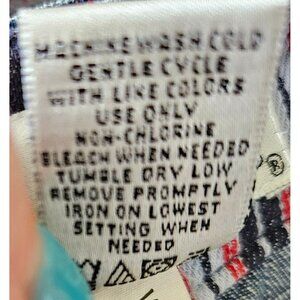 MACHINE WASH COLD
GENTLE CYCLE
WITH LIKE COLORS
USE ONLY
NON-CHLORINE
BLEACH WHEN NEEDED
TUMBLE DRY LOW
REMOVE PROMPTLY
IRON ON LOWEST
SETTING WHEN
NEEDED
®